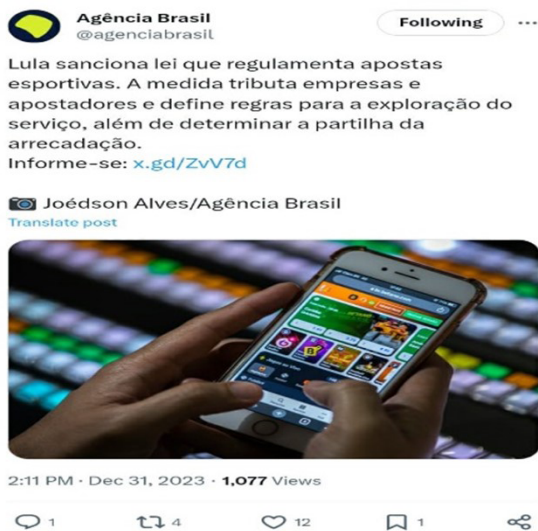 Agência Brasil
@agenciabrasil
Following
Lula sanciona lei que regulamenta apostas
esportivas. A medida tributa empresas e
apostadores e define regras para a exploração do
serviço, além de determinar a partilha da
arrecadação.
Informe-se: x.gd/ZvV7d
Joédson Alves/Agência Brasil
Translate post
2:11 PM · Dec 31, 2023 · 1,077 Views
1 4 12 1